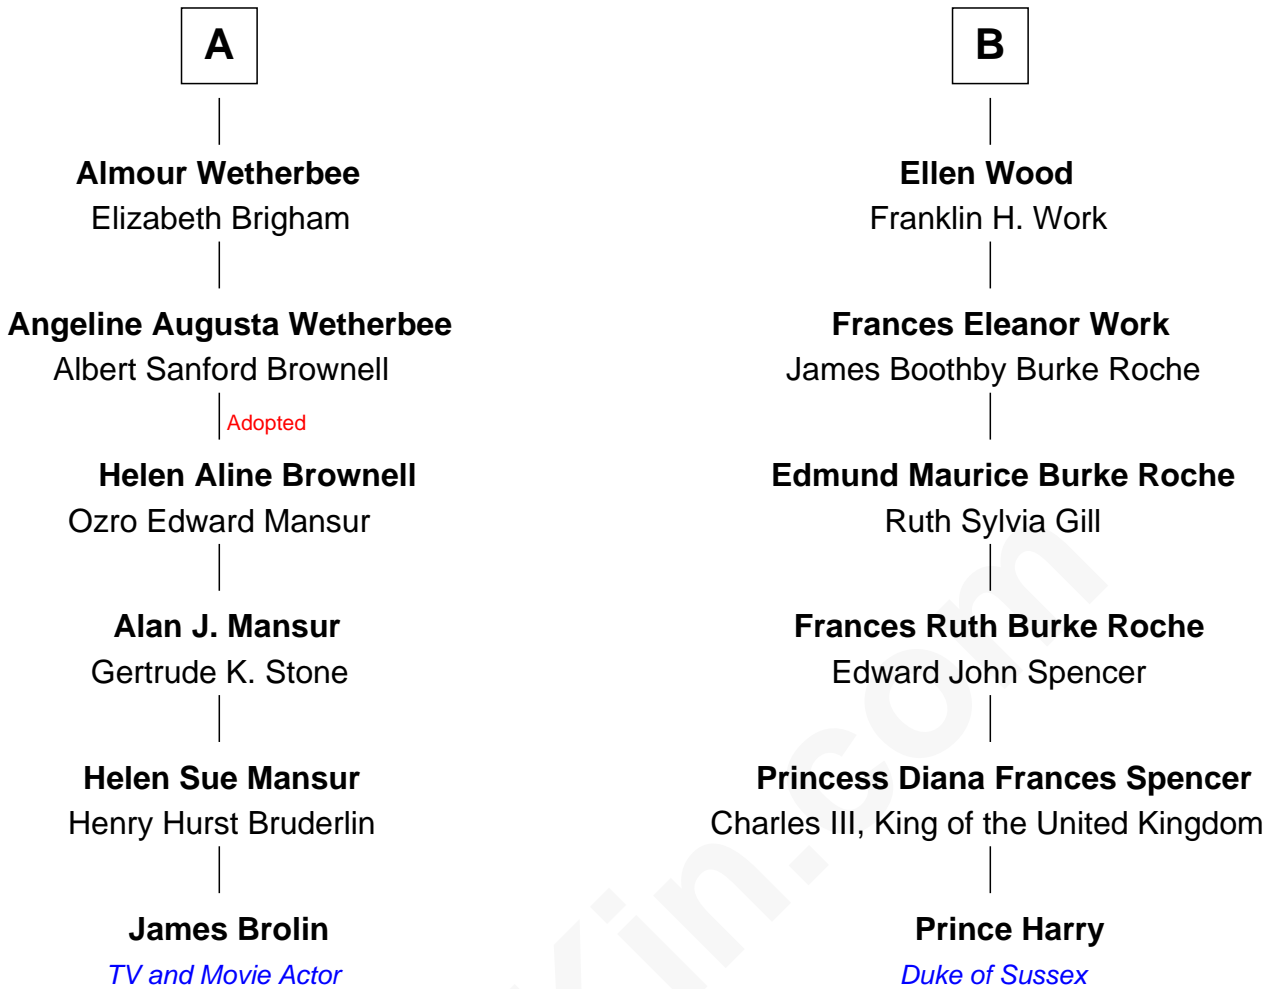 A
Almour Wetherbee
Elizabeth Brigham
Angeline Augusta Wetherbee
Albert Sanford Brownell
Adopted
Helen Aline Brownell
Ozro Edward Mansur
Alan J. Mansur
Gertrude K. Stone
Helen Sue Mansur
Henry Hurst Bruderlin
James Brolin
TV and Movie Actor
B
Ellen Wood
Franklin H. Work
Frances Eleanor Work
James Boothby Burke Roche
Edmund Maurice Burke Roche
Ruth Sylvia Gill
Frances Ruth Burke Roche
Edward John Spencer
Princess Diana Frances Spencer
Charles III, King of the United Kingdom
Prince Harry
Duke of Sussex
Kin.com